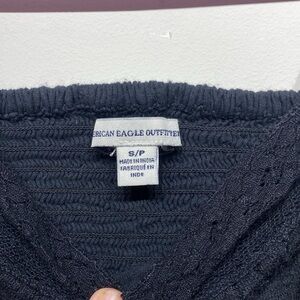 ERICAN EAGLE OUTFITTE
S/P
MADE IN INDIA
FABRIQUÉ EN
INDE